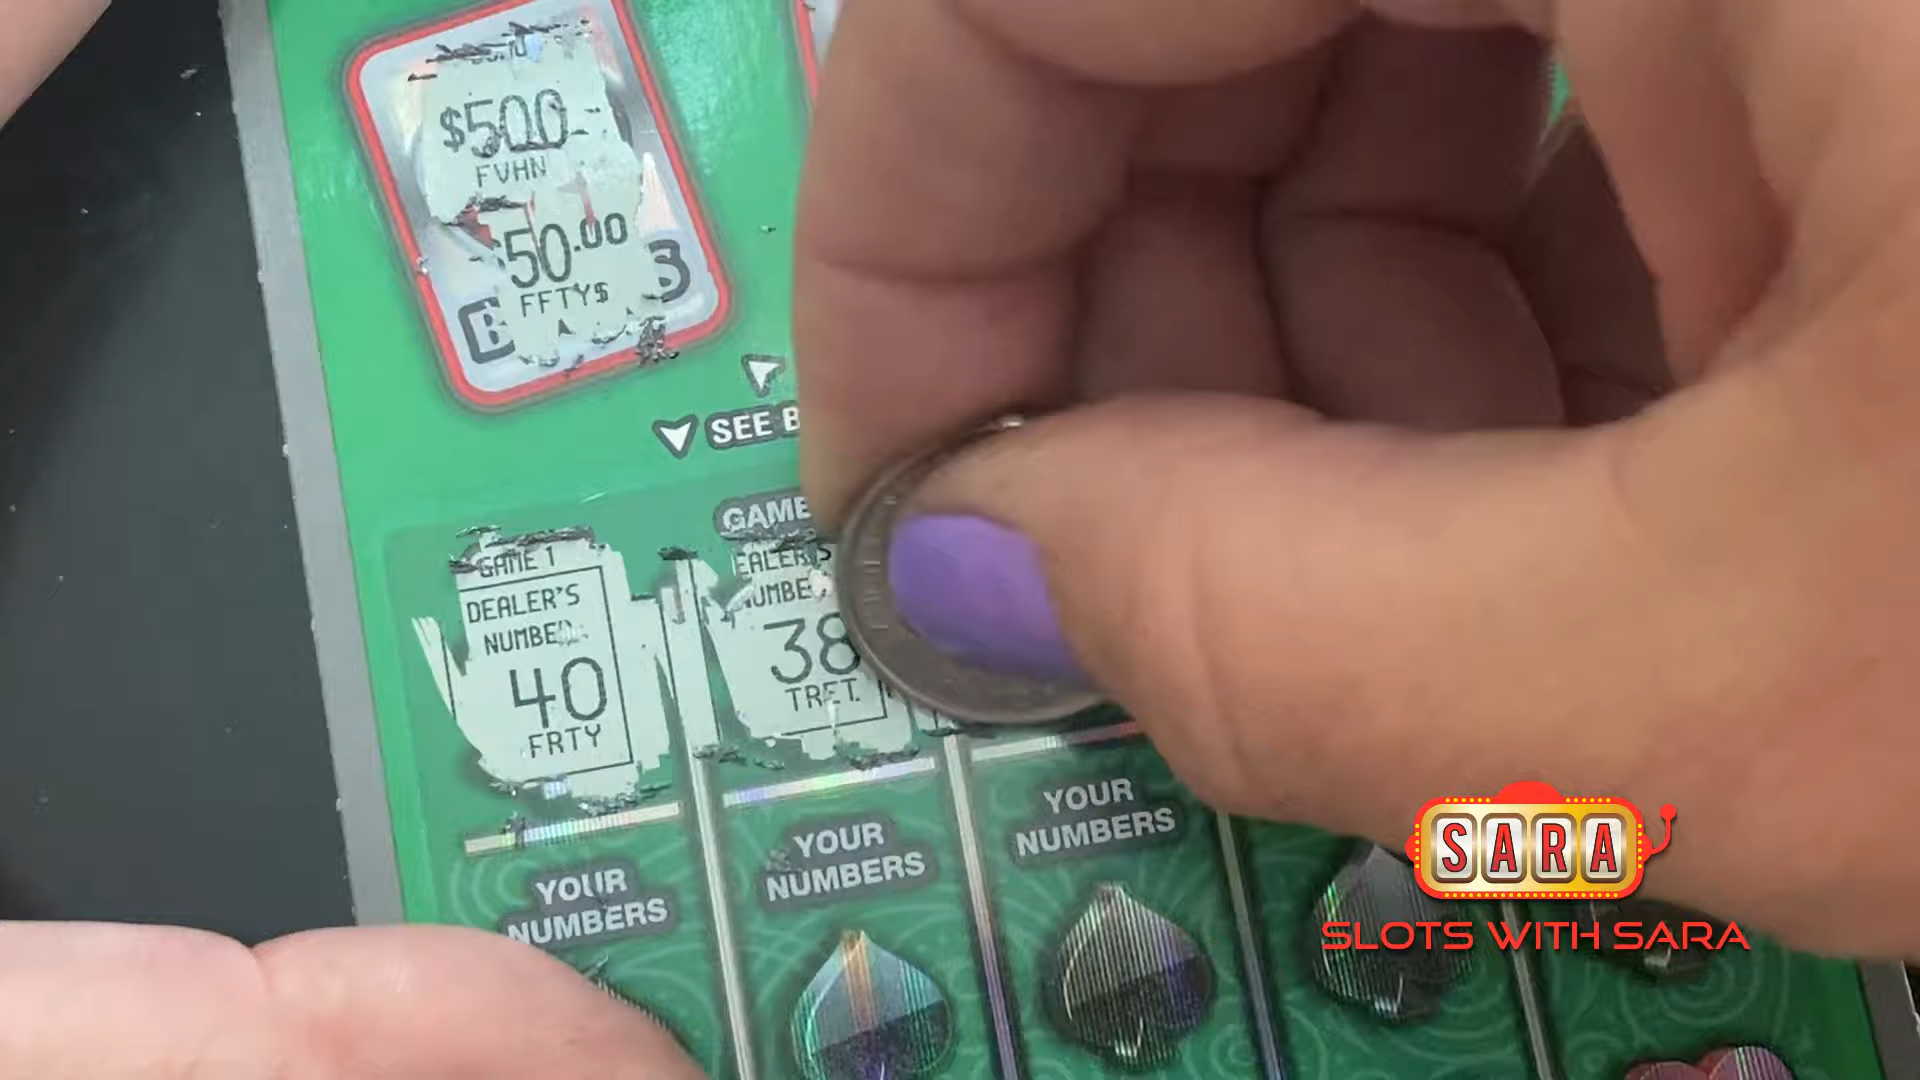 $500
FVHN
$50.00
FFTY$
SEE
GAME
GAME 1
DEALER'S
NUMBER
40
FRTY
DEALER'S
NUMBER
38
TRET
YOUR
NUMBERS
YOUR
NUMBERS
YOUR
NUMBERS
SARA
SLOTS WITH SARA